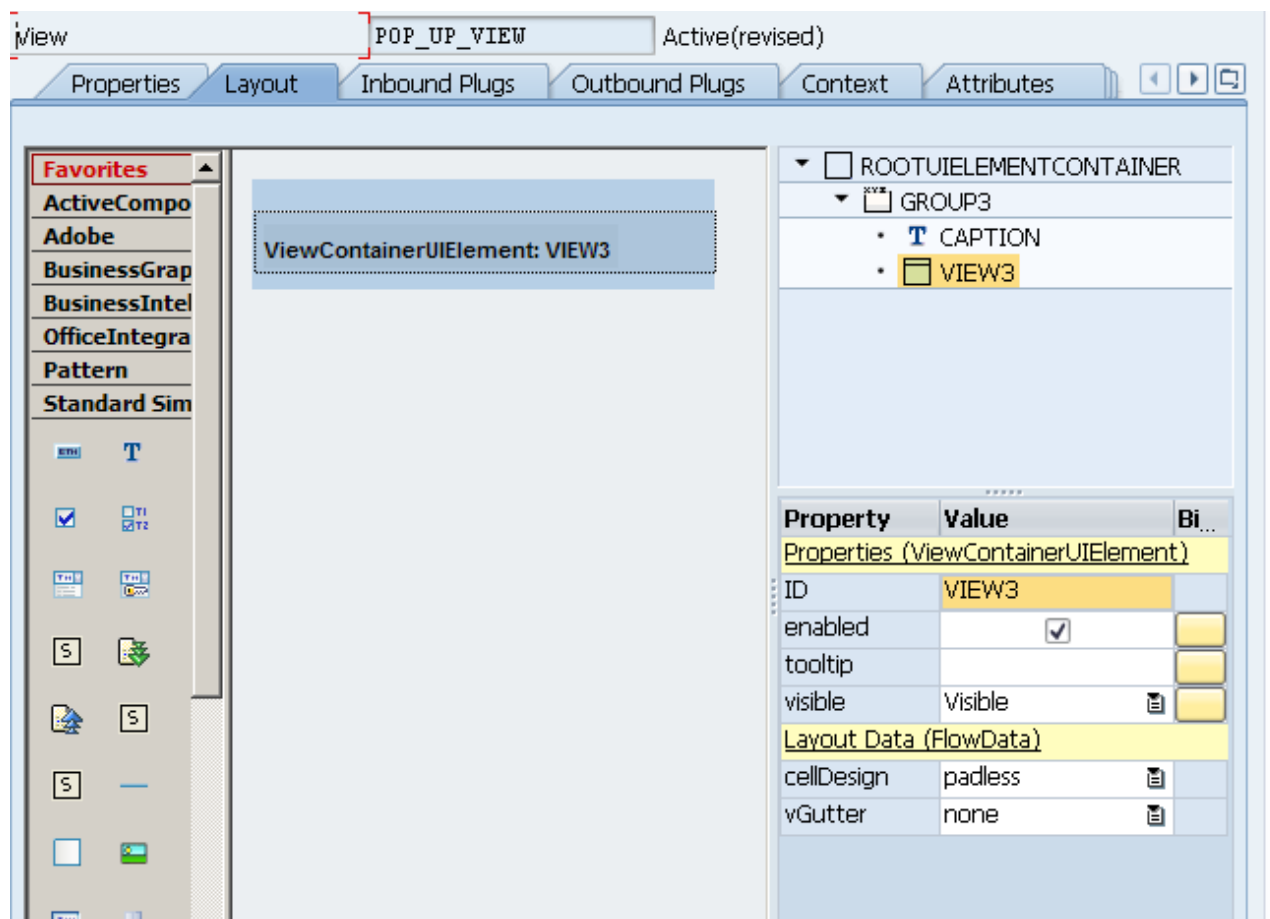 View POP_UP_VIEW Active(revised)
Properties Layout Inbound Plugs Outbound Plugs Context Attributes
Favorites
ActiveCompo
Adobe
BusinessGrap
BusinessIntel
OfficeIntegra
Pattern
Standard Sim
ViewContainerUIElement: VIEW3
ROOTUIELEMENTCONTAINER
GROUP3
T CAPTION
VIEW3
Property Value Bi...
Properties (ViewContainerUIElement)
ID VIEW3
enabled
tooltip
visible Visible
Layout Data (FlowData)
cellDesign padless
vGutter none
T
T1
T2
S
S
S